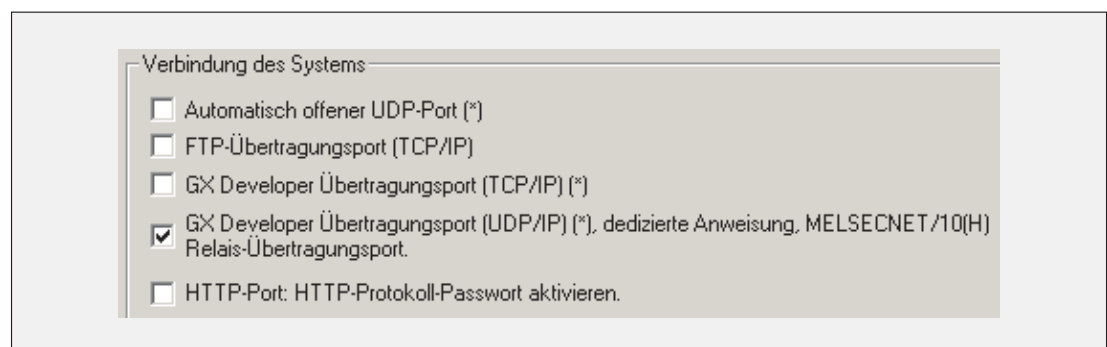 Verbindung des Systems
Automatisch offener UDP-Port (*)
FTP-Übertragungsport (TCP/IP)
GX Developer Übertragungsport (TCP/IP) (*)
GX Developer Übertragungsport (UDP/IP) (*), dedizierte Anweisung, MELSECNET/10(H)
Relais-Übertragungsport.
HTTP-Port: HTTP-Protokoll-Passwort aktivieren.